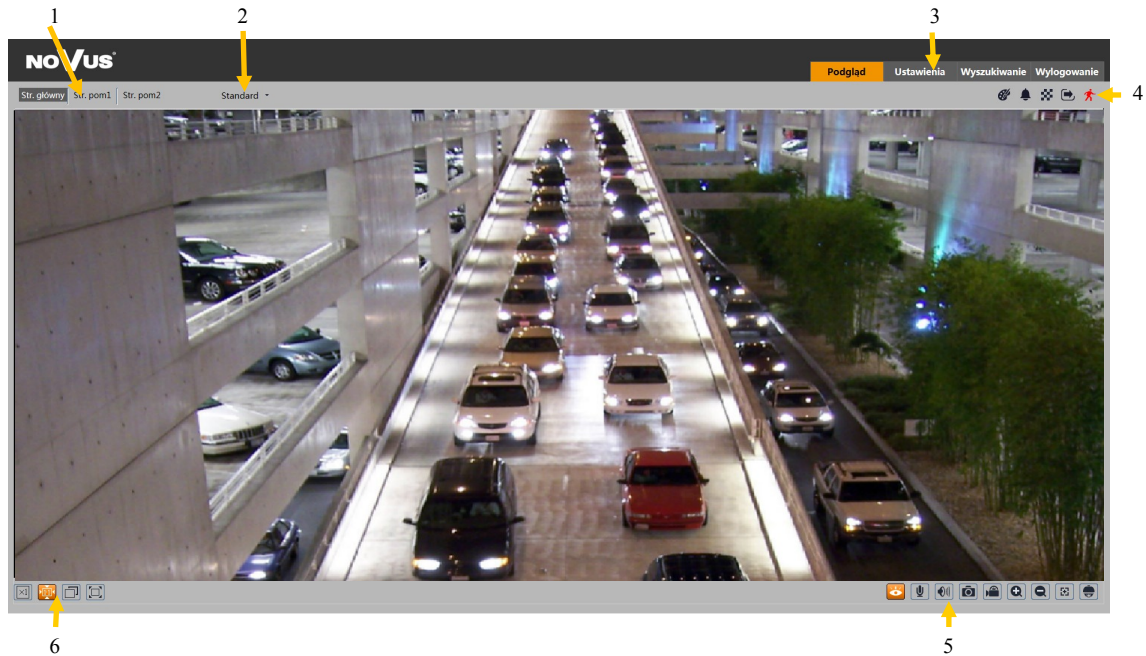 1 2 3
NOVUS®
Podgląd Ustawienia Wyszukiwanie Wylogowanie
Str. główny Str. pom1 Str. pom2 Standard
4
6 5